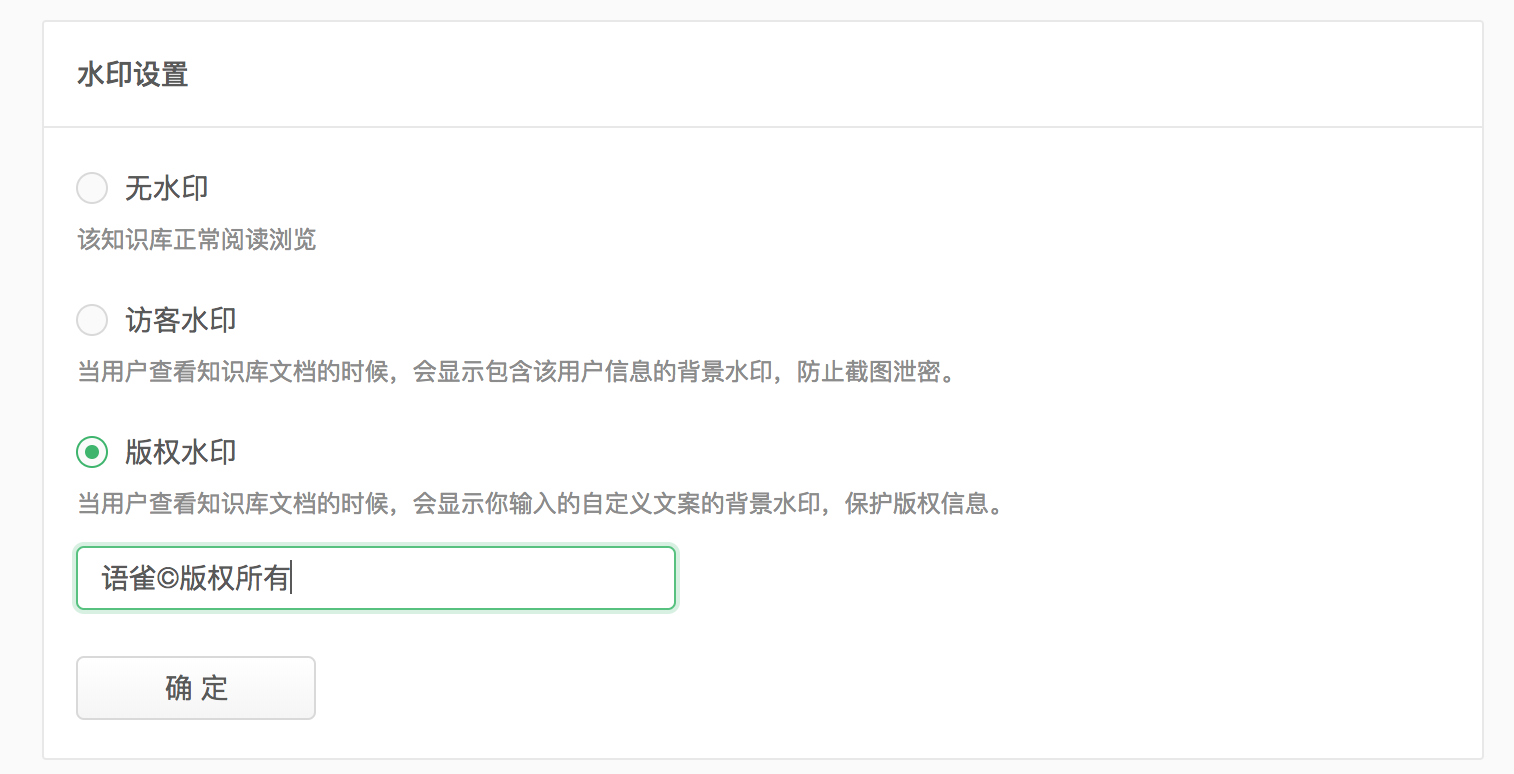 水印设置
无水印
该知识库正常阅读浏览
访客水印
当用户查看知识库文档的时候，会显示包含该用户信息的背景水印，防止截图泄密。
版权水印
当用户查看知识库文档的时候，会显示你输入的自定义文案的背景水印，保护版权信息。
语雀©版权所有
确 定